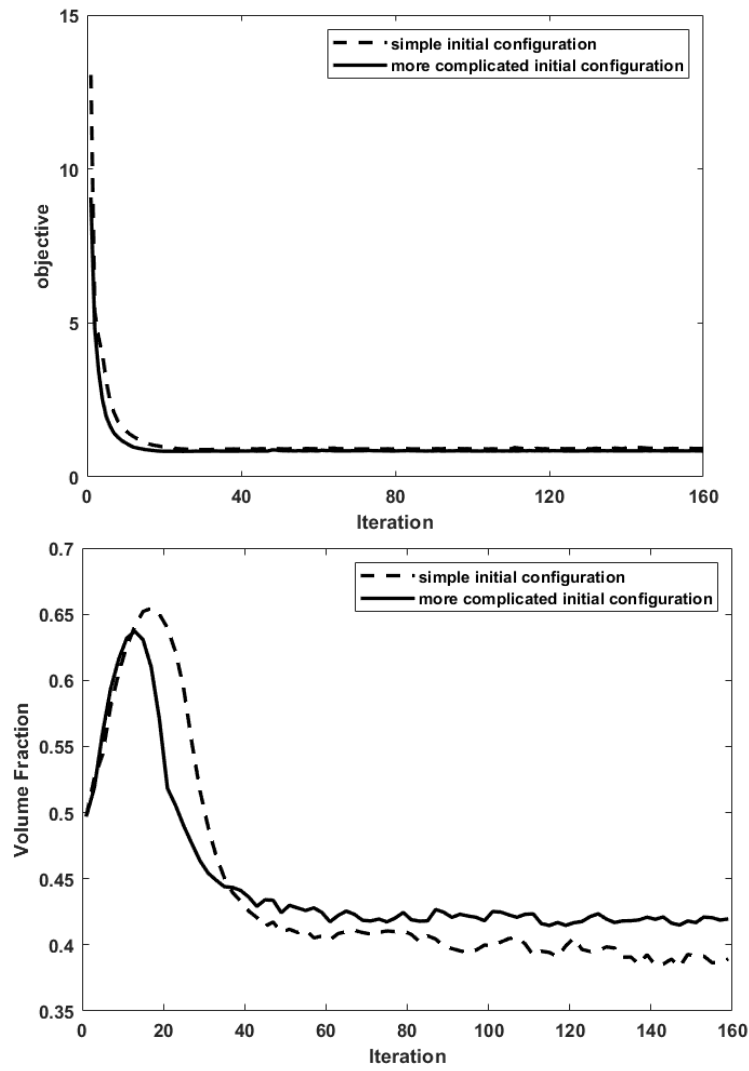 15
simple initial configuration
more complicated initial configuration
10
objective
5
0
0 40 80 120 160
Iteration
0.7
simple initial configuration
more complicated initial configuration
0.65
0.6
0.55
Volume Fraction
0.5
0.45
0.4
0.35
0 20 40 60 80 100 120 140 160
Iteration